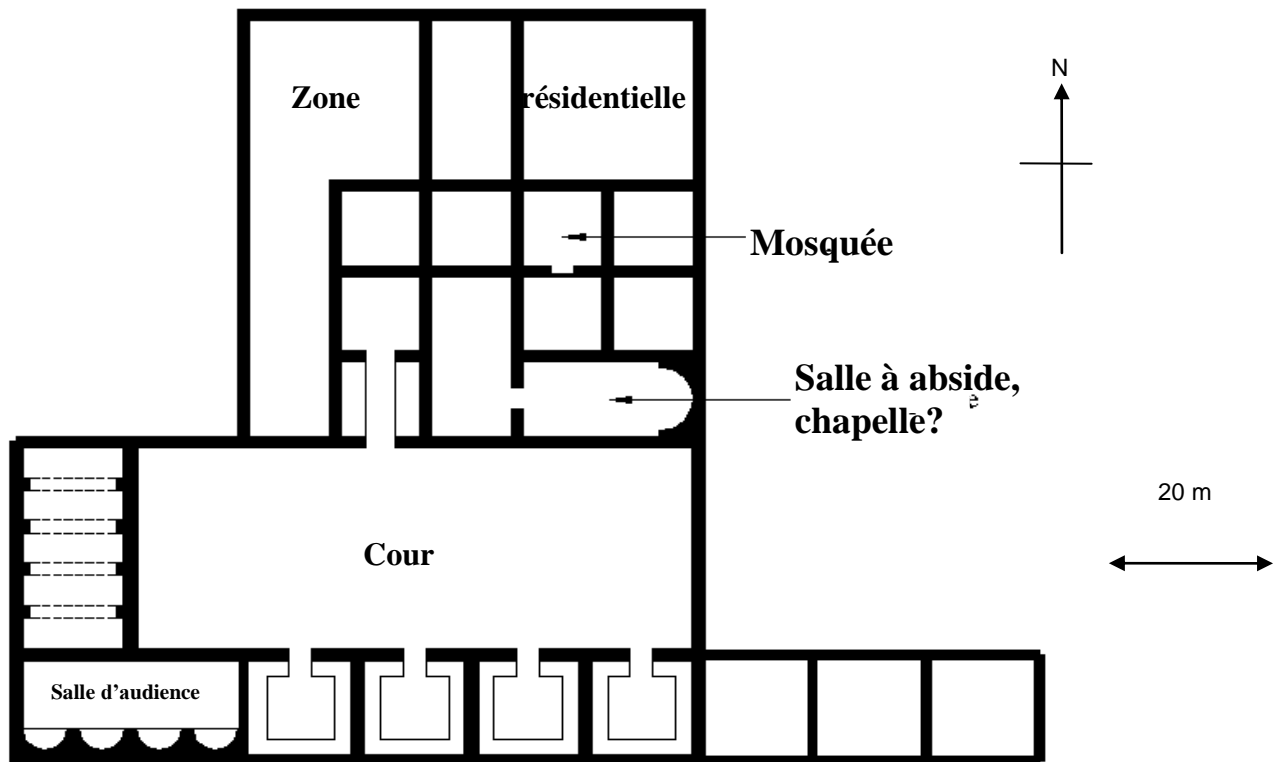 Zone
résidentielle
N
Mosquée
Salle à abside,
chapelle?
20 m
Cour
Salle d'audience